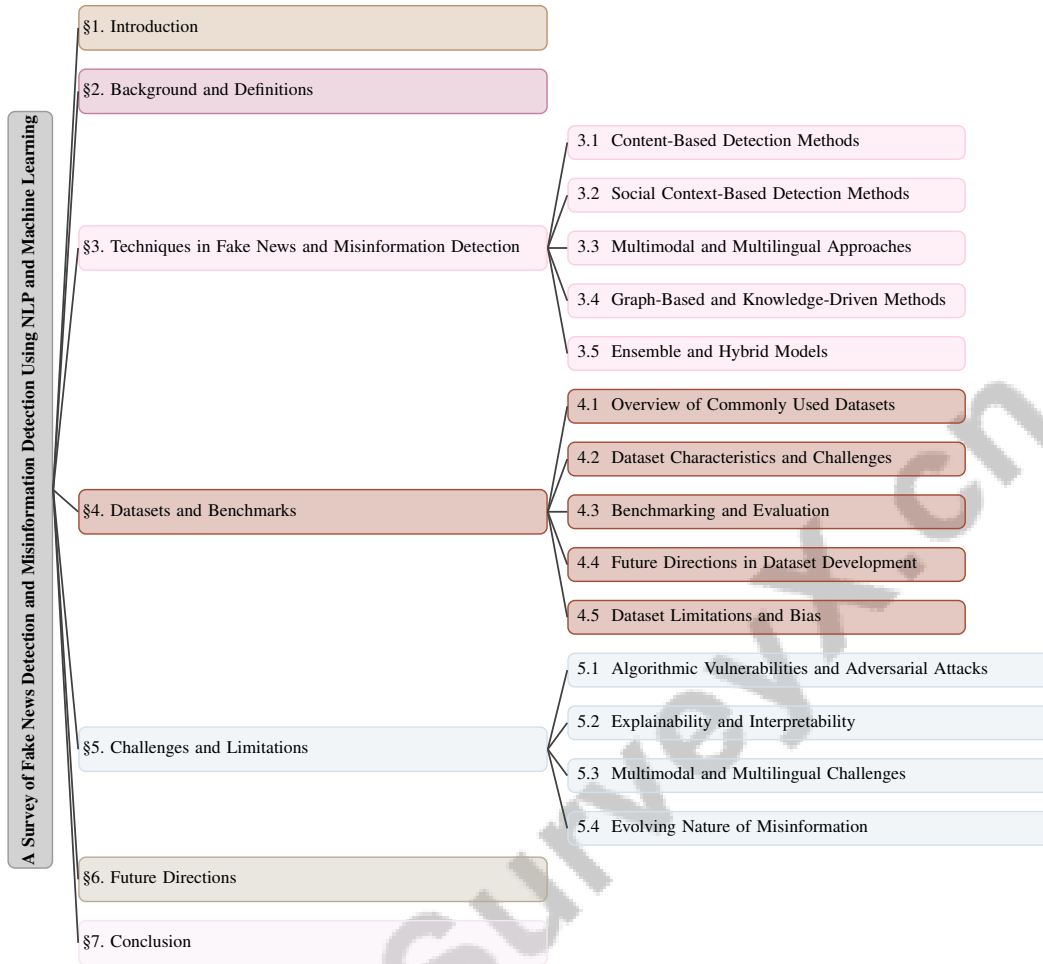 A Survey of Fake News Detection and Misinformation Detection Using NLP and Machine Learning
§1. Introduction
§2. Background and Definitions
§3. Techniques in Fake News and Misinformation Detection
3.1 Content-Based Detection Methods
3.2 Social Context-Based Detection Methods
3.3 Multimodal and Multilingual Approaches
3.4 Graph-Based and Knowledge-Driven Methods
3.5 Ensemble and Hybrid Models
§4. Datasets and Benchmarks
4.1 Overview of Commonly Used Datasets
4.2 Dataset Characteristics and Challenges
4.3 Benchmarking and Evaluation
4.4 Future Directions in Dataset Development
4.5 Dataset Limitations and Bias
§5. Challenges and Limitations
5.1 Algorithmic Vulnerabilities and Adversarial Attacks
5.2 Explainability and Interpretability
5.3 Multimodal and Multilingual Challenges
5.4 Evolving Nature of Misinformation
§6. Future Directions
§7. Conclusion
SurveyX.cn